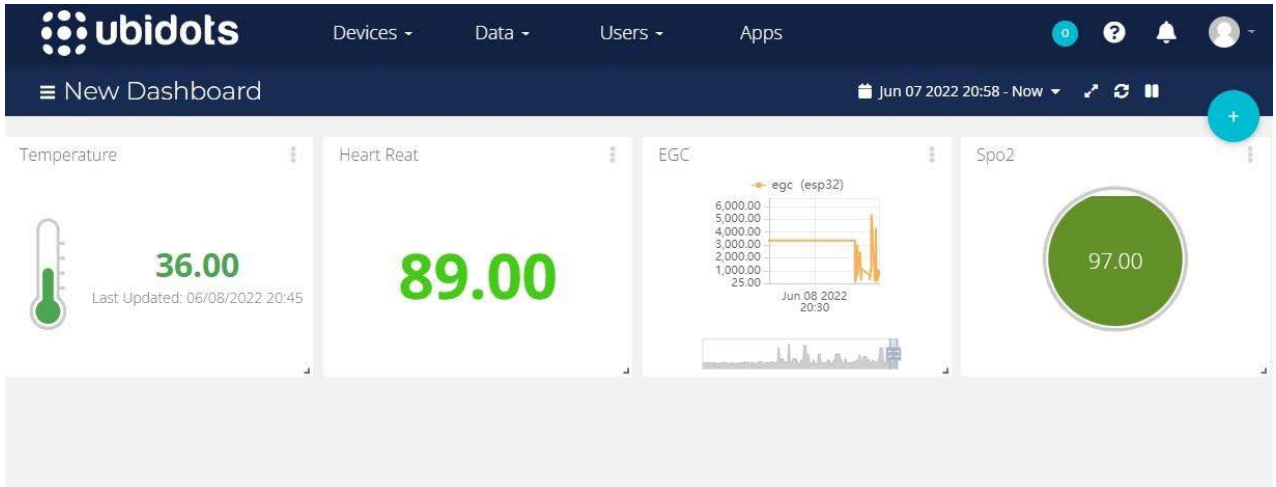 ubidots Devices Data Users Apps 0 ?
New Dashboard Jun 07 2022 20:58 - Now
+
Temperature
36.00
Last Updated: 06/08/2022 20:45
Heart Reat
89.00
EGC
egc (esp32)
6,000.00
5,000.00
4,000.00
3,000.00
2,000.00
1,000.00
25.00
Jun 08 2022
20:30
Spo2
97.00